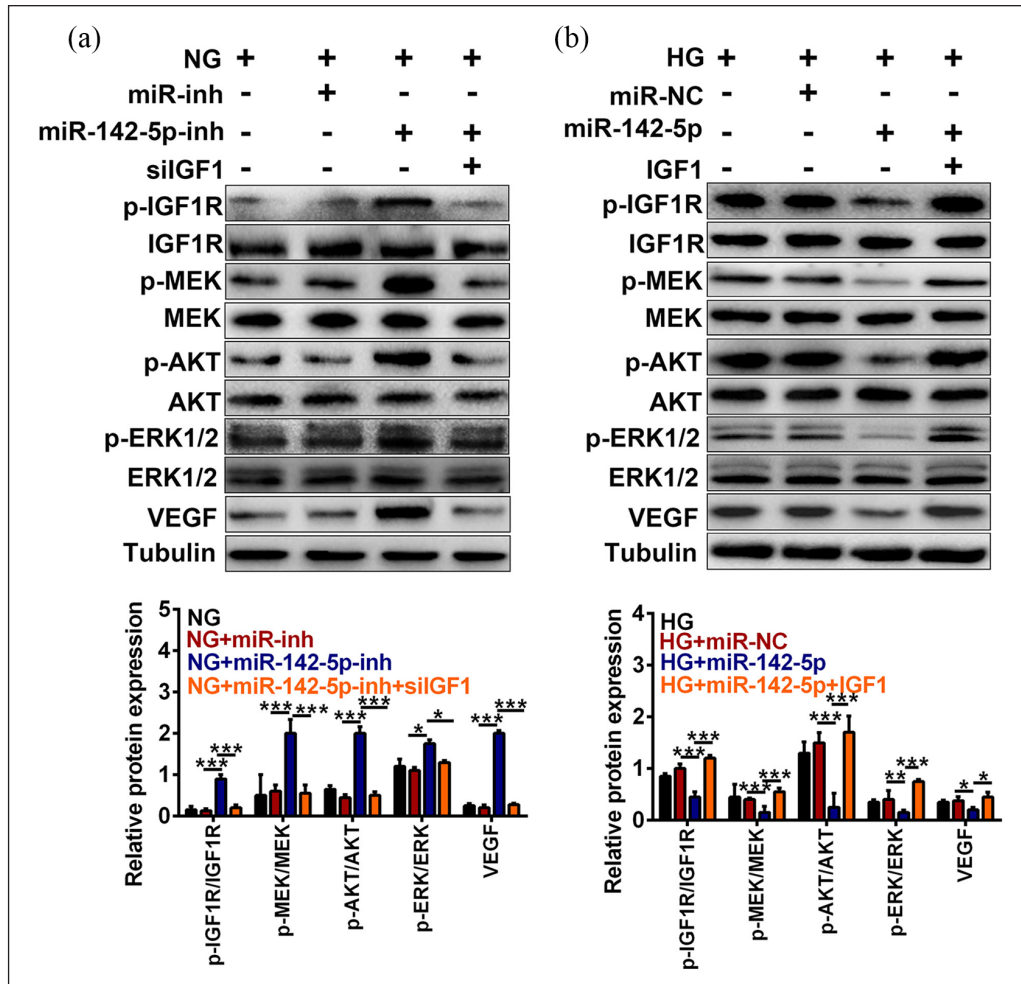 (a)
NG + + + +
miR-inh - + - -
miR-142-5p-inh - - + +
siIGF1 - - - +
p-IGF1R
IGF1R
p-MEK
MEK
p-AKT
AKT
p-ERK1/2
ERK1/2
VEGF
Tubulin
Relative protein expression
5
4
3
2
1
0
NG
NG+miR-inh
NG+miR-142-5p-inh
NG+miR-142-5p-inh+siIGF1
*** ***
*** ***
*** ***
* *
*** ***
p-IGF1R/IGF1R
p-MEK/MEK
p-AKT/AKT
p-ERK/ERK
VEGF
(b)
HG + + + +
miR-NC - + - -
miR-142-5p - - + +
IGF1 - - - +
p-IGF1R
IGF1R
p-MEK
MEK
p-AKT
AKT
p-ERK1/2
ERK1/2
VEGF
Tubulin
Relative protein expression
4
3
2
1
0
HG
HG+miR-NC
HG+miR-142-5p
HG+miR-142-5p+IGF1
*** ***
*** ***
*** ***
** ***
* *
p-IGF1R/IGF1R
p-MEK/MEK
p-AKT/AKT
p-ERK/ERK
VEGF